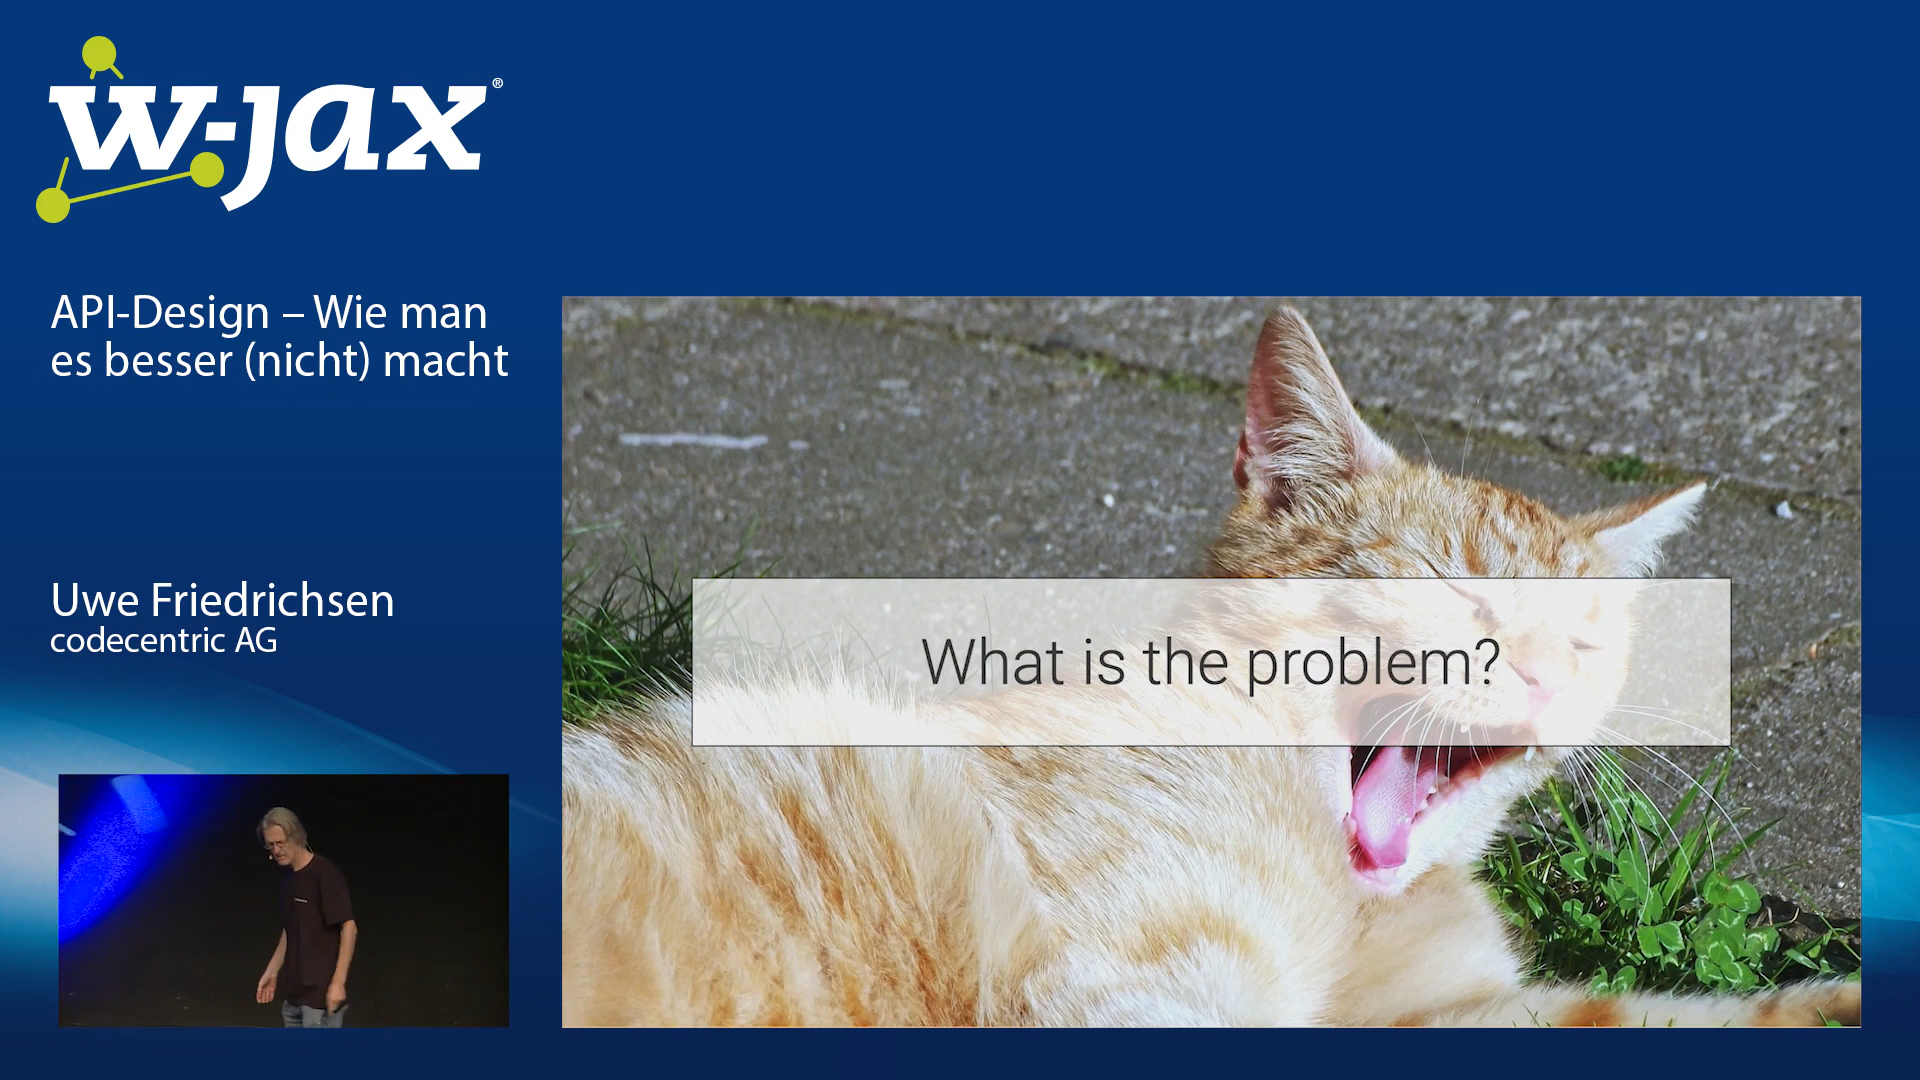 w-jax®
API-Design – Wie man
es besser (nicht) macht
Uwe Friedrichsen
codecentric AG
What is the problem?